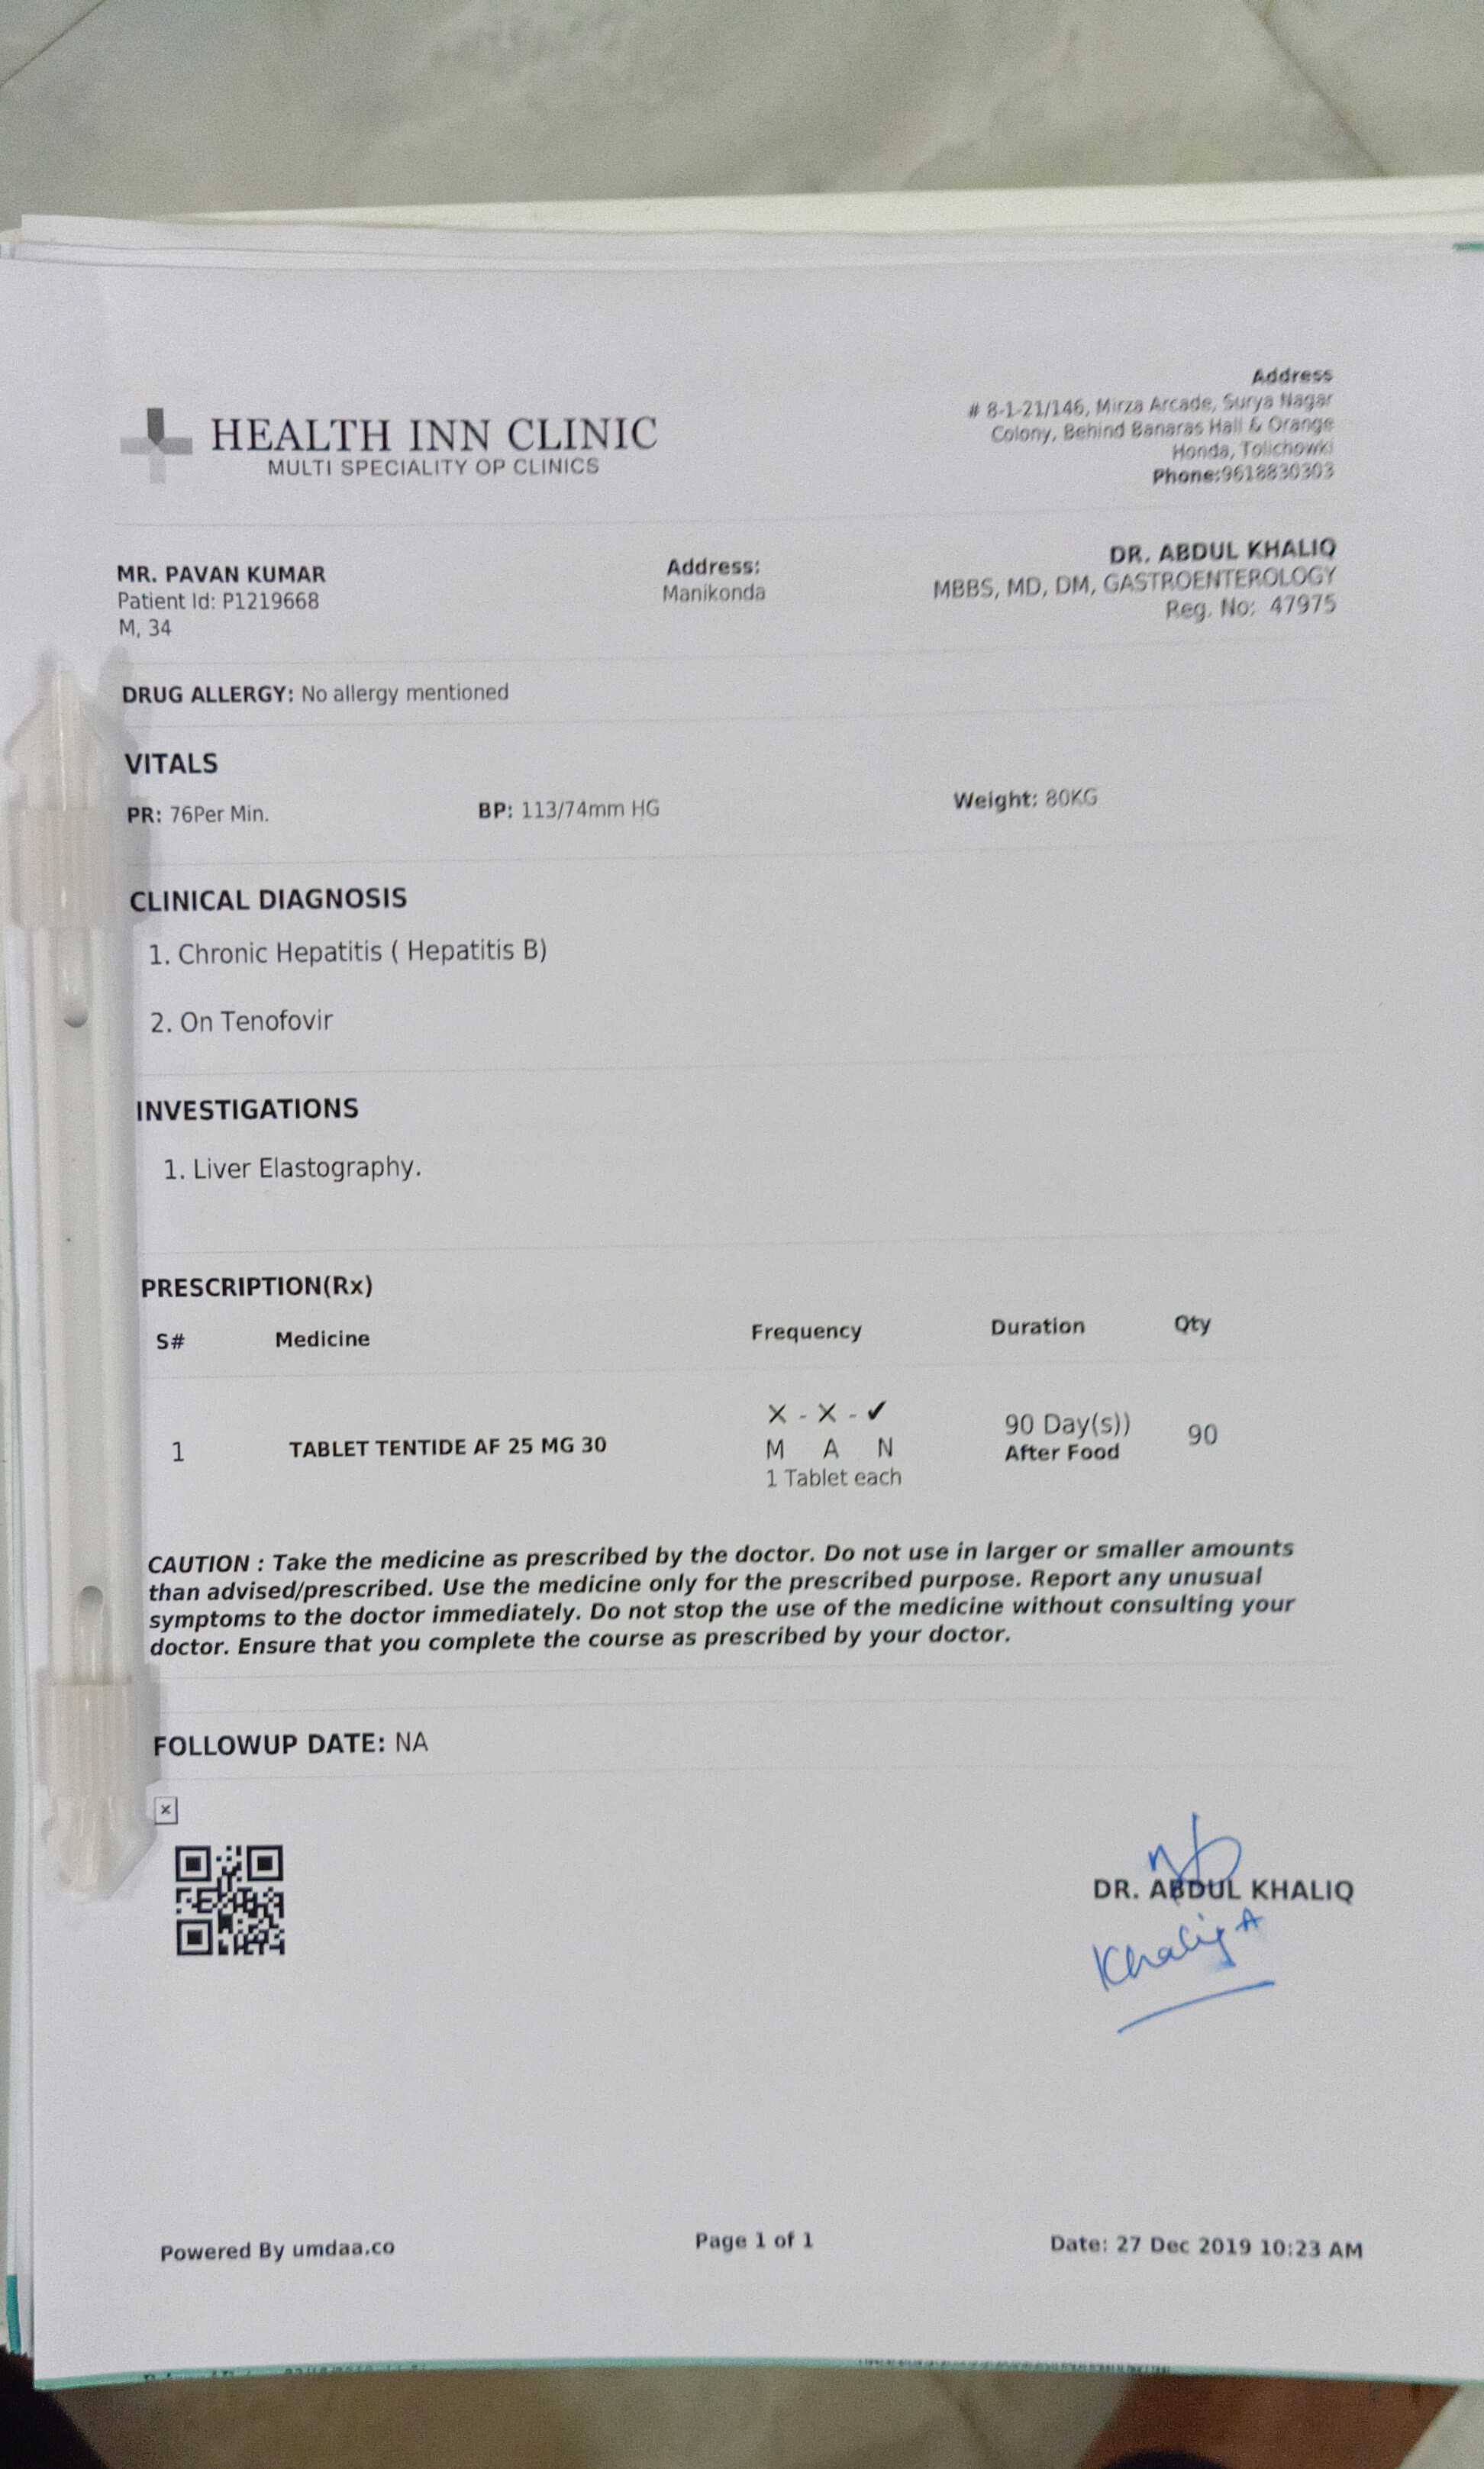 Address
# 8-1-21/146, Mirza Arcade, Surya Nagar
Colony, Behind Banaras Hall & Orange
Honda, Tolichowki
Phone:9618830303
HEALTH INN CLINIC
MULTI SPECIALITY OP CLINICS
MR. PAVAN KUMAR
Patient Id: P1219668
M, 34
Address:
Manikonda
DR. ABDUL KHALIQ
MBBS, MD, DM, GASTROENTEROLOGY
Reg. No: 47975
DRUG ALLERGY: No allergy mentioned
VITALS
PR: 76Per Min. BP: 113/74mm HG Weight: 80KG
CLINICAL DIAGNOSIS
1. Chronic Hepatitis ( Hepatitis B)
2. On Tenofovir
INVESTIGATIONS
1. Liver Elastography.
PRESCRIPTION(Rx)
S# Medicine Frequency Duration Qty
X - X - ✔
1 TABLET TENTIDE AF 25 MG 30 M A N 90 Day(s)) 90
1 Tablet each After Food
CAUTION : Take the medicine as prescribed by the doctor. Do not use in larger or smaller amounts
than advised/prescribed. Use the medicine only for the prescribed purpose. Report any unusual
symptoms to the doctor immediately. Do not stop the use of the medicine without consulting your
doctor. Ensure that you complete the course as prescribed by your doctor.
FOLLOWUP DATE: NA
DR. ABDUL KHALIQ
Khaliq A
Powered By umdaa.co Page 1 of 1 Date: 27 Dec 2019 10:23 AM